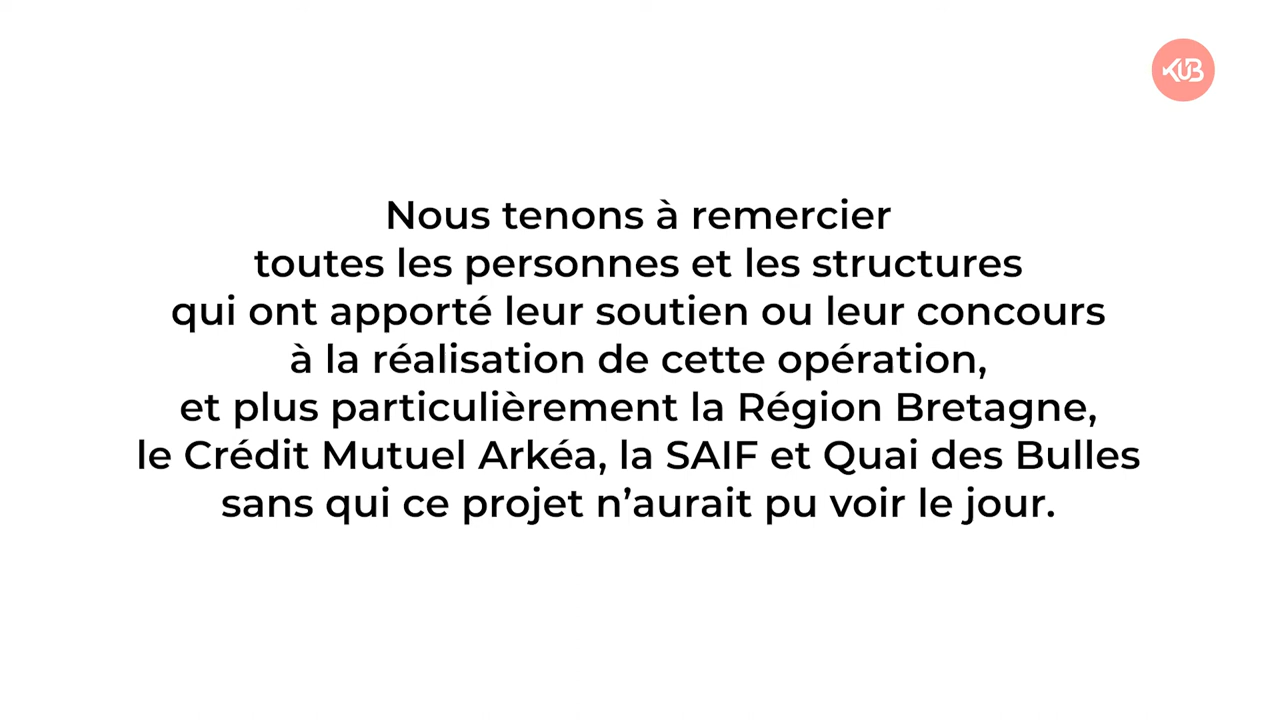 KUB
Nous tenons à remercier
toutes les personnes et les structures
qui ont apporté leur soutien ou leur concours
à la réalisation de cette opération,
et plus particulièrement la Région Bretagne,
le Crédit Mutuel Arkéa, la SAIF et Quai des Bulles
sans qui ce projet n’aurait pu voir le jour.